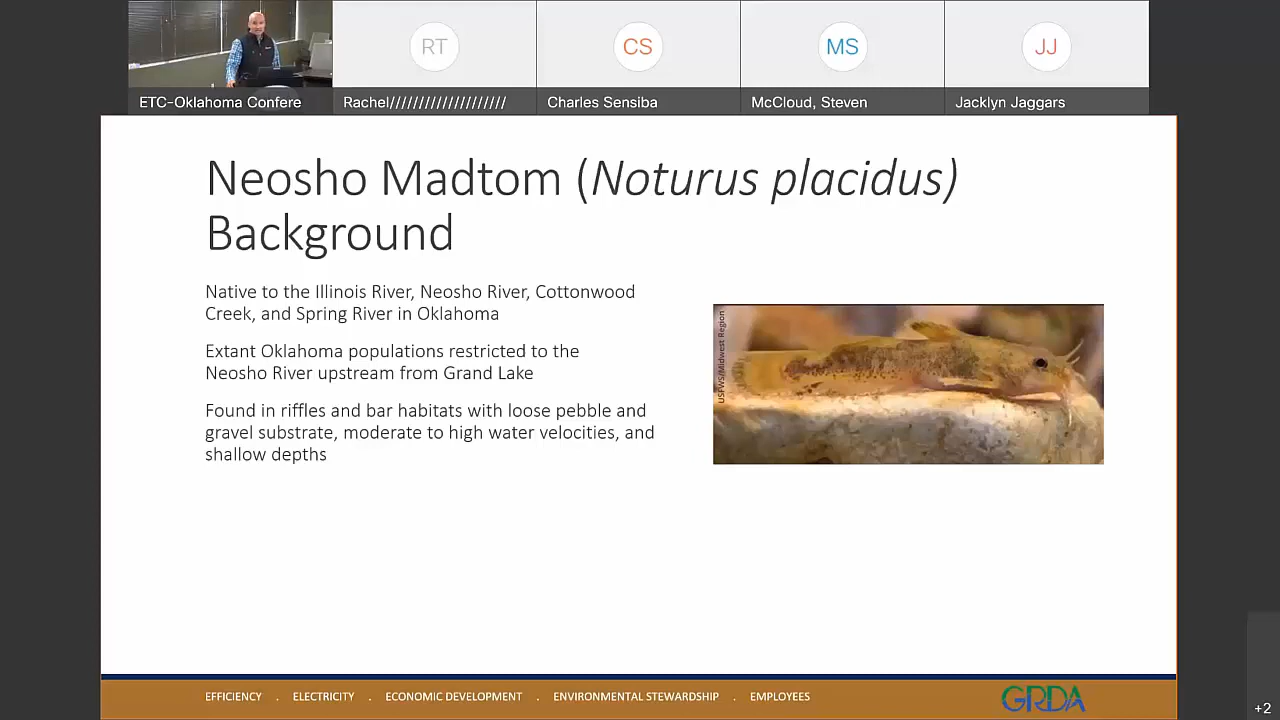 RT
CS
MS
JJ
ETC-Oklahoma Confere
Rachel////////////////////
Charles Sensiba
McCloud, Steven
Jacklyn Jaggars
Neosho Madtom (Noturus placidus)
Background
Native to the Illinois River, Neosho River, Cottonwood
Creek, and Spring River in Oklahoma
Extant Oklahoma populations restricted to the
Neosho River upstream from Grand Lake
Found in riffles and bar habitats with loose pebble and
gravel substrate, moderate to high water velocities, and
shallow depths
USFWS/Midwest Region
EFFICIENCY . ELECTRICITY . ECONOMIC DEVELOPMENT . ENVIRONMENTAL STEWARDSHIP . EMPLOYEES
GRDA
+2